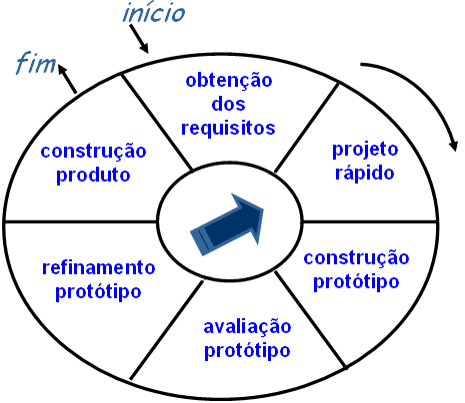 início
fim
obtenção
dos
requisitos
projeto
rápido
construção
protótipo
avaliação
protótipo
refinamento
protótipo
construção
produto